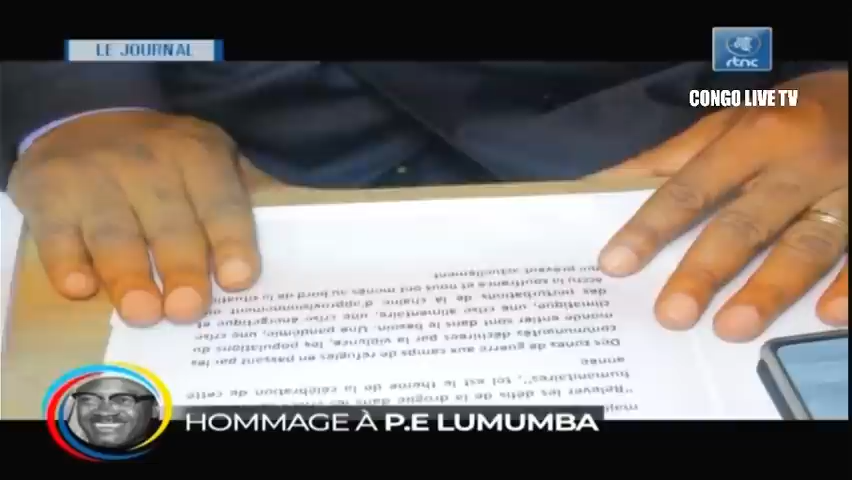 LE JOURNAL
rtnc
CONGO LIVE TV
"Relever les défis de la drogue dans les
humanitaires", tel est le thème de la célébration de cette
année
Des zones de guerre aux camps de réfugiés en passant par les
communautés déchirées par la violence, les populations du
monde entier sont dans le besoin. Une pandémie, une crise
climatique, une crise alimentaire, une crise énergétique et
des perturbations de la chaîne d'approvisionnement
accru la souffrance et nous ont menés au bord de la
qui prévaut actuellement
HOMMAGE À P.E LUMUMBA